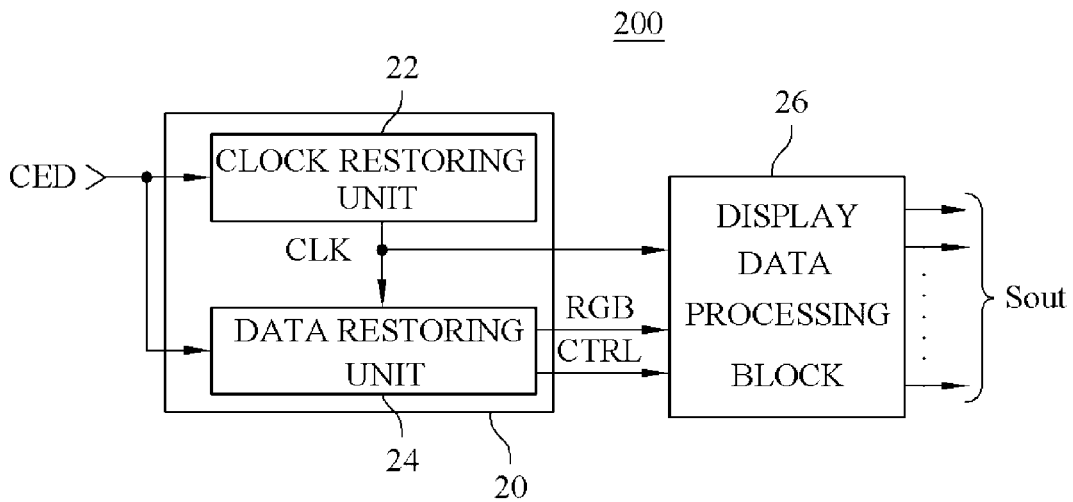 200
22
26
CED
CLOCK RESTORING
UNIT
CLK
DATA RESTORING
UNIT
RGB
CTRL
DISPLAY
DATA
PROCESSING
BLOCK
Sout
24
20